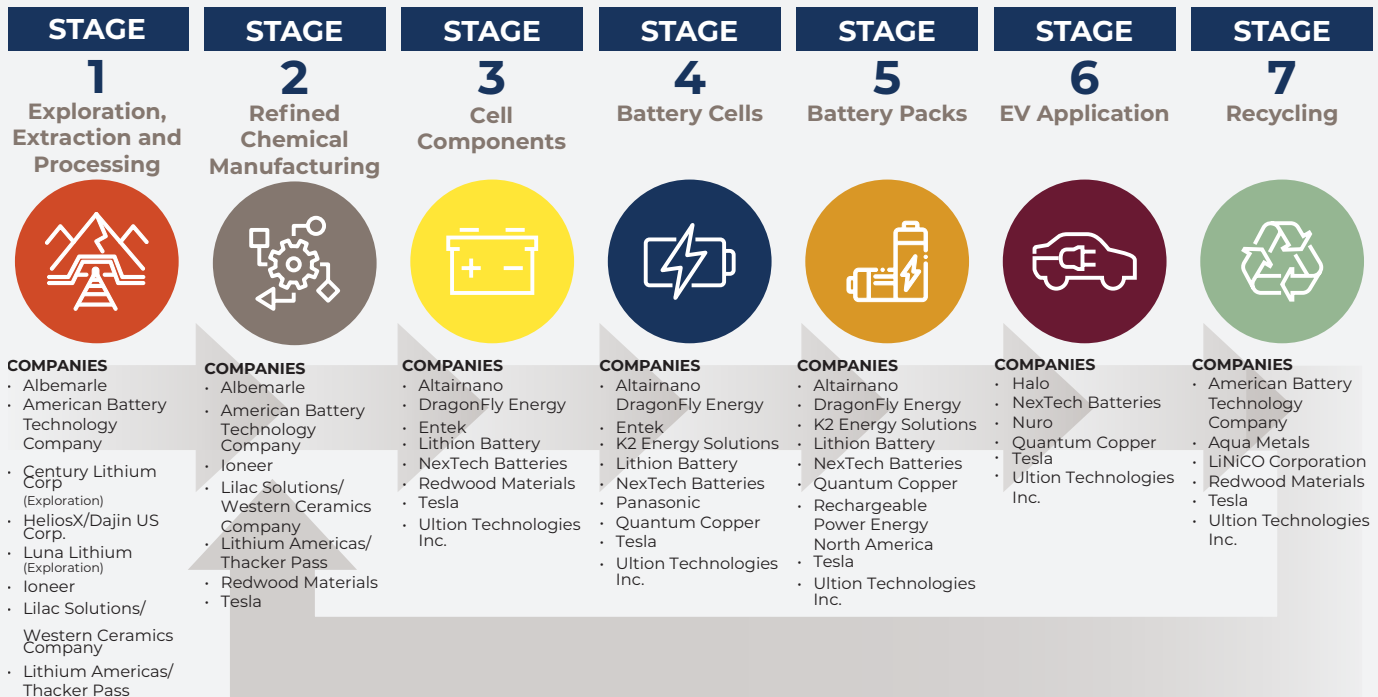 STAGE
1
Exploration,
Extraction and
Processing
COMPANIES
· Albemarle
· American Battery
Technology
Company
· Century Lithium
Corp
(Exploration)
· HeliosX/Dajin US
Corp.
· Luna Lithium
(Exploration)
· Ioneer
· Lilac Solutions/
Western Ceramics
Company
· Lithium Americas/
Thacker Pass
STAGE
2
Refined
Chemical
Manufacturing
COMPANIES
· Albemarle
· American Battery
Technology
Company
· Ioneer
· Lilac Solutions/
Western Ceramics
Company
· Lithium Americas/
Thacker Pass
· Redwood Materials
· Tesla
STAGE
3
Cell
Components
COMPANIES
· Altairnano
· DragonFly Energy
· Entek
· Lithion Battery
· NexTech Batteries
· Redwood Materials
· Tesla
· Ultion Technologies
Inc.
STAGE
4
Battery Cells
COMPANIES
· Altairnano
DragonFly Energy
· Entek
· K2 Energy Solutions
· Lithion Battery
· NexTech Batteries
· Panasonic
· Quantum Copper
· Tesla
· Ultion Technologies
Inc.
STAGE
5
Battery Packs
COMPANIES
· Altairnano
· DragonFly Energy
· K2 Energy Solutions
· Lithion Battery
· NexTech Batteries
· Quantum Copper
· Rechargeable
Power Energy
North America
· Tesla
· Ultion Technologies
Inc.
STAGE
6
EV Application
COMPANIES
· Halo
· NexTech Batteries
· Nuro
· Quantum Copper
· Tesla
· Ultion Technologies
Inc.
STAGE
7
Recycling
COMPANIES
· American Battery
Technology
Company
· Aqua Metals
· LiNiCO Corporation
· Redwood Materials
· Tesla
· Ultion Technologies
Inc.